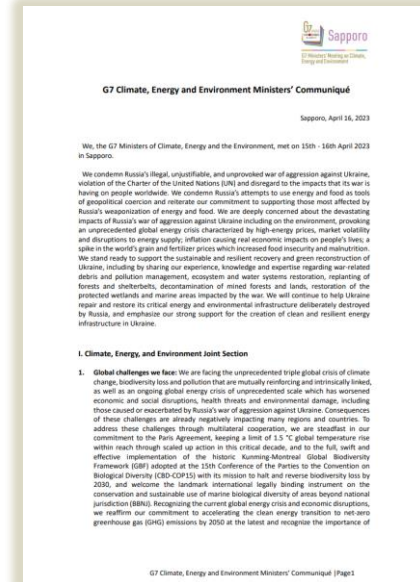 Sapporo
G7 Ministers' Meeting on Climate,
Energy and Environment
G7 Climate, Energy and Environment Ministers' Communiqué
Sapporo, April 16, 2023
We, the G7 Ministers of Climate, Energy and the Environment, met on 15th - 16th April 2023
in Sapporo.
We condemn Russia's illegal, unjustifiable, and unprovoked war of aggression against Ukraine,
violation of the Charter of the United Nations (UN) and disregard to the impacts that its war is
having on people worldwide. We condemn Russia's attempts to use energy and food as tools
of geopolitical coercion and reiterate our commitment to supporting those most affected by
Russia's weaponization of energy and food. We are deeply concerned about the devastating
impacts of Russia's war of aggression against Ukraine including on the environment, provoking
an unprecedented global energy crisis characterized by high-energy prices, market volatility
and disruptions to energy supply; inflation causing real economic impacts on people's lives; a
spike in the world's grain and fertilizer prices which increased food insecurity and malnutrition.
We stand ready to support the sustainable and resilient recovery and green reconstruction of
Ukraine, including by sharing our experience, knowledge and expertise regarding war-related
debris and pollution management, ecosystem and water systems restoration, replanting of
forests and shelterbelts, decontamination of mined forests and lands, restoration of the
protected wetlands and marine areas impacted by the war. We will continue to help Ukraine
repair and restore its critical energy and environmental infrastructure deliberately destroyed
by Russia, and emphasize our strong support for the creation of clean and resilient energy
infrastructure in Ukraine.
I. Climate, Energy, and Environment Joint Section
1. Global challenges we face: We are facing the unprecedented triple global crisis of climate
change, biodiversity loss and pollution that are mutually reinforcing and intrinsically linked,
as well as an ongoing global energy crisis of unprecedented scale which has worsened
economic and social disruptions, health threats and environmental damage, including
those caused or exacerbated by Russia's war of aggression against Ukraine. Consequences
of these challenges are already negatively impacting many regions and countries. To
address these challenges through multilateral cooperation, we are steadfast in our
commitment to the Paris Agreement, keeping a limit of 1.5 °C global temperature rise
within reach through scaled up action in this critical decade, and to the full, swift and
effective implementation of the historic Kunming-Montreal Global Biodiversity
Framework (GBF) adopted at the 15th Conference of the Parties to the Convention on
Biological Diversity (CBD-COP15) with its mission to halt and reverse biodiversity loss by
2030, and welcome the landmark international legally binding instrument on the
conservation and sustainable use of marine biological diversity of areas beyond national
jurisdiction (BBNJ). Recognizing the current global energy crisis and economic disruptions,
we reaffirm our commitment to accelerating the clean energy transition to net-zero
greenhouse gas (GHG) emissions by 2050 at the latest and recognize the importance of
G7 Climate, Energy and Environment Ministers' Communiqué |Page1